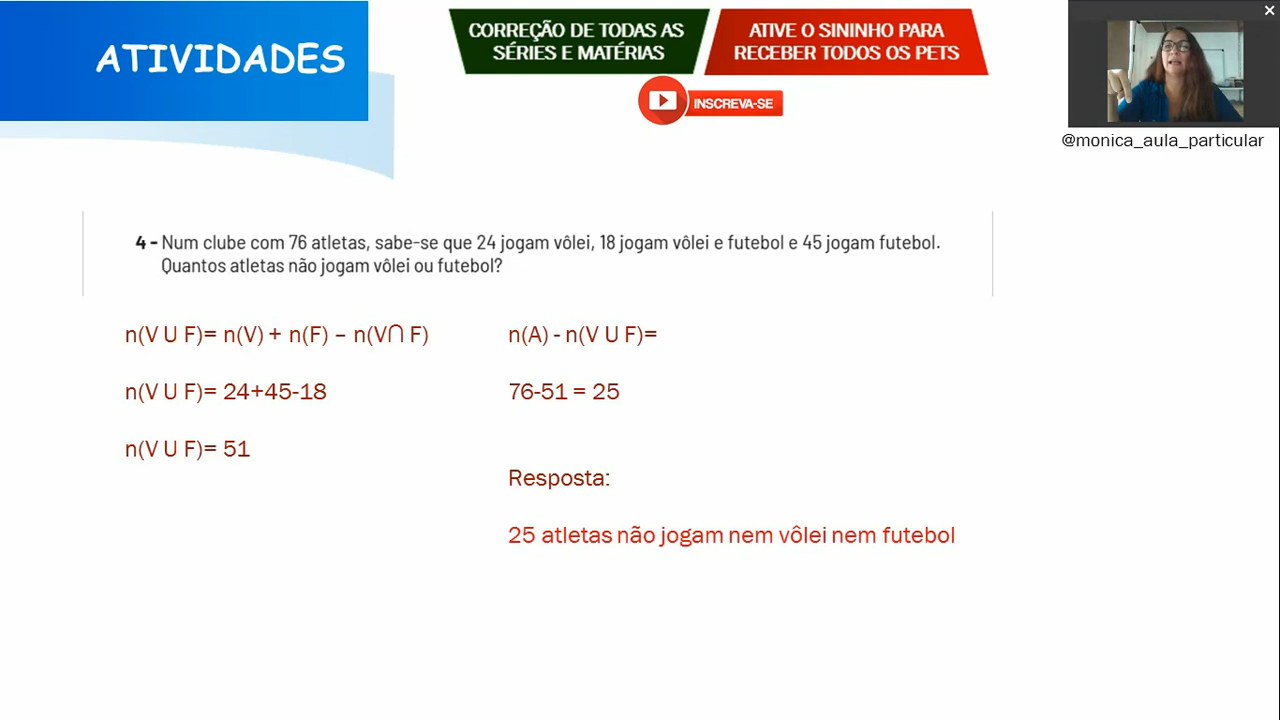 ATIVIDADES
CORREÇÃO DE TODAS AS
SÉRIES E MATÉRIAS
ATIVE O SININHO PARA
RECEBER TODOS OS PETS
INSCREVA-SE
@monica_aula_particular
4 - Num clube com 76 atletas, sabe-se que 24 jogam vôlei, 18 jogam vôlei e futebol e 45 jogam futebol.
Quantos atletas não jogam vôlei ou futebol?
n(V U F)= n(V) + n(F) – n(V∩ F)
n(V U F)= 24+45-18
n(V U F)= 51
n(A) - n(V U F)=
76-51 = 25
Resposta:
25 atletas não jogam nem vôlei nem futebol